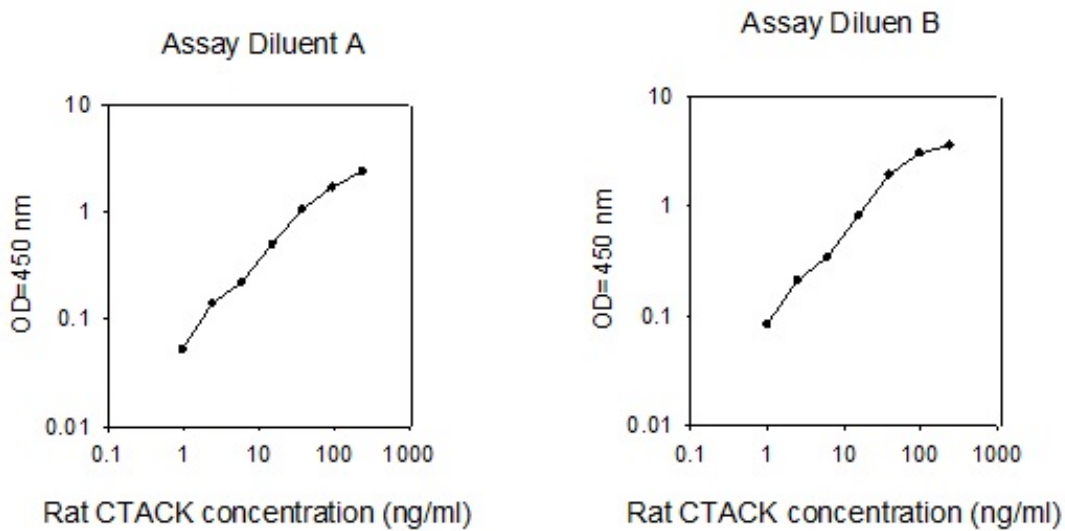 Assay Diluent A
10
1
0.1
0.01
OD=450 nm
0.1 1 10 100 1000
Rat CTACK concentration (ng/ml)
Assay Diluen B
10
1
0.1
0.01
OD=450 nm
0.1 1 10 100 1000
Rat CTACK concentration (ng/ml)